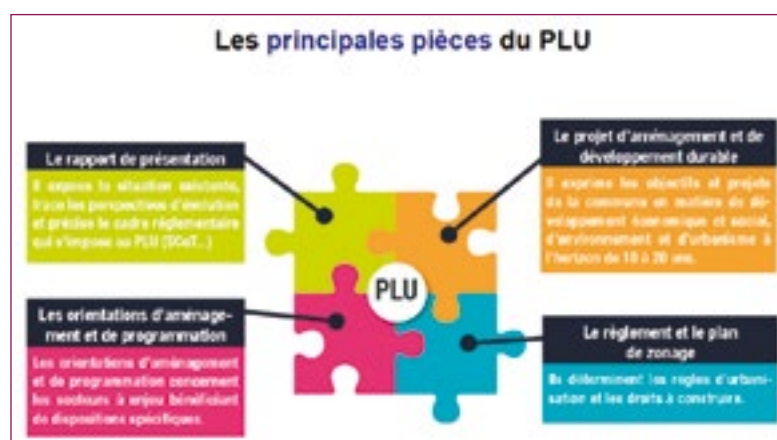 Les principales pièces du PLU
Le rapport de présentation
Il expose la situation existante,
trace les perspectives d'évolution
et précise le cadre réglementaire
qui s'impose au PLU (SCoT...)
Le projet d'aménagement et de
développement durable
Il exprime les objectifs et projets
de la commune en matière de dé-
veloppement économique et social,
d'environnement et d'urbanisme à
l'horizon de 10 à 20 ans.
PLU
Les orientations d'aménage-
ment et de programmation
Les orientations d'aménagement
et de programmation concernent
les secteurs à enjeu bénéficiant
de dispositions spécifiques.
Le règlement et le plan
de zonage
Ils déterminent les règles d'urbani-
sation et les droits à construire.